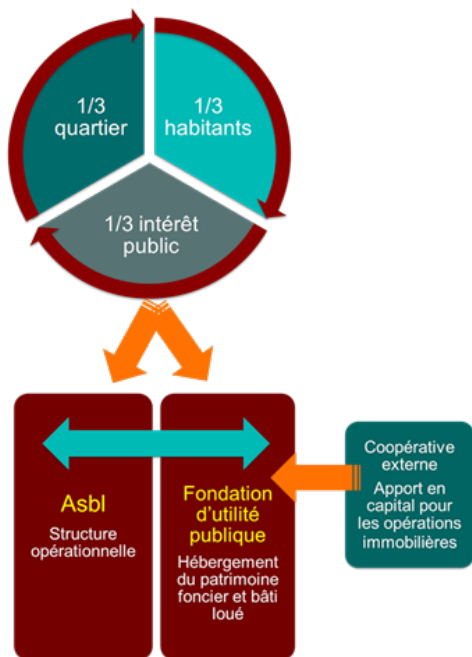 1/3
quartier
1/3
habitants
1/3 intérêt
public
Asbl
Structure
opérationnelle
Fondation
d'utilité
publique
Hébergement
du patrimoine
foncier et bâti
loué
Coopérative
externe
Apport en
capital pour
les opérations
immobilières